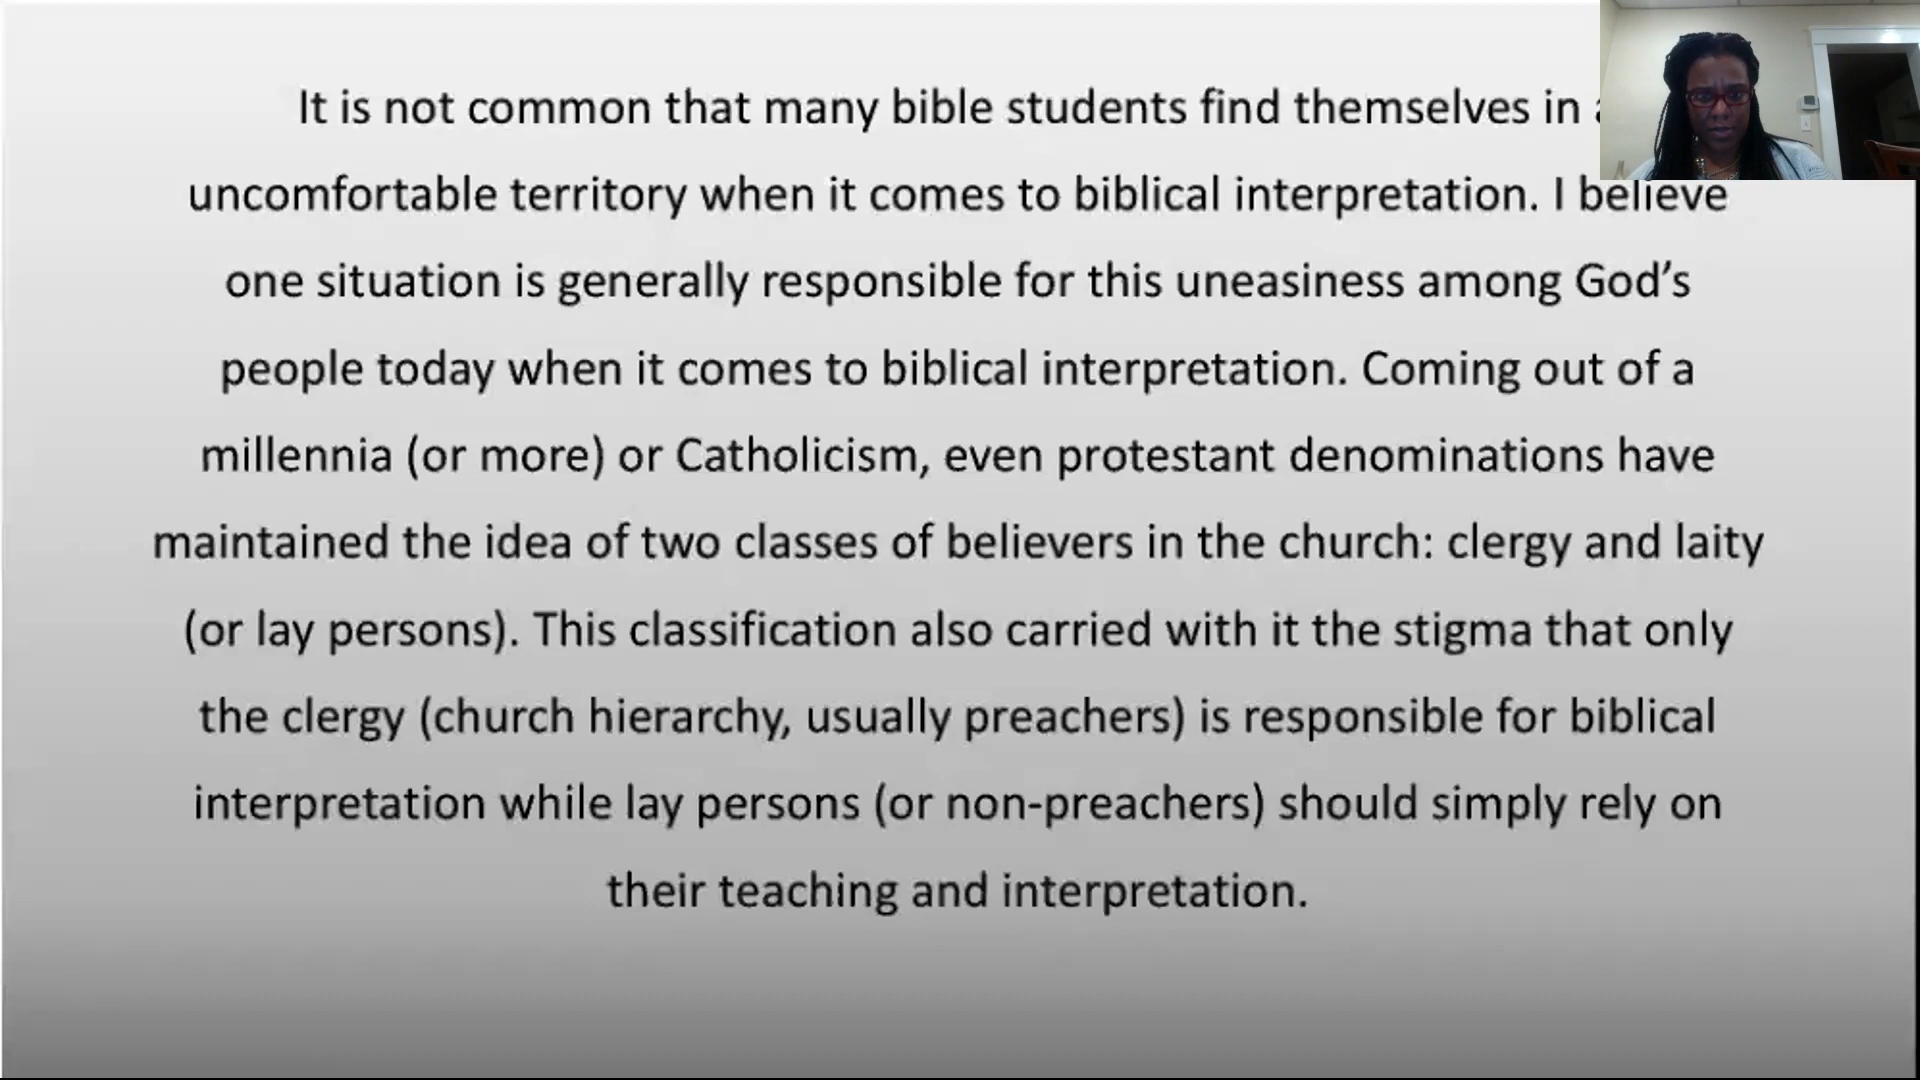 It is not common that many bible students find themselves in
uncomfortable territory when it comes to biblical interpretation. I believe
one situation is generally responsible for this uneasiness among God’s
people today when it comes to biblical interpretation. Coming out of a
millennia (or more) or Catholicism, even protestant denominations have
maintained the idea of two classes of believers in the church: clergy and laity
(or lay persons). This classification also carried with it the stigma that only
the clergy (church hierarchy, usually preachers) is responsible for biblical
interpretation while lay persons (or non-preachers) should simply rely on
their teaching and interpretation.